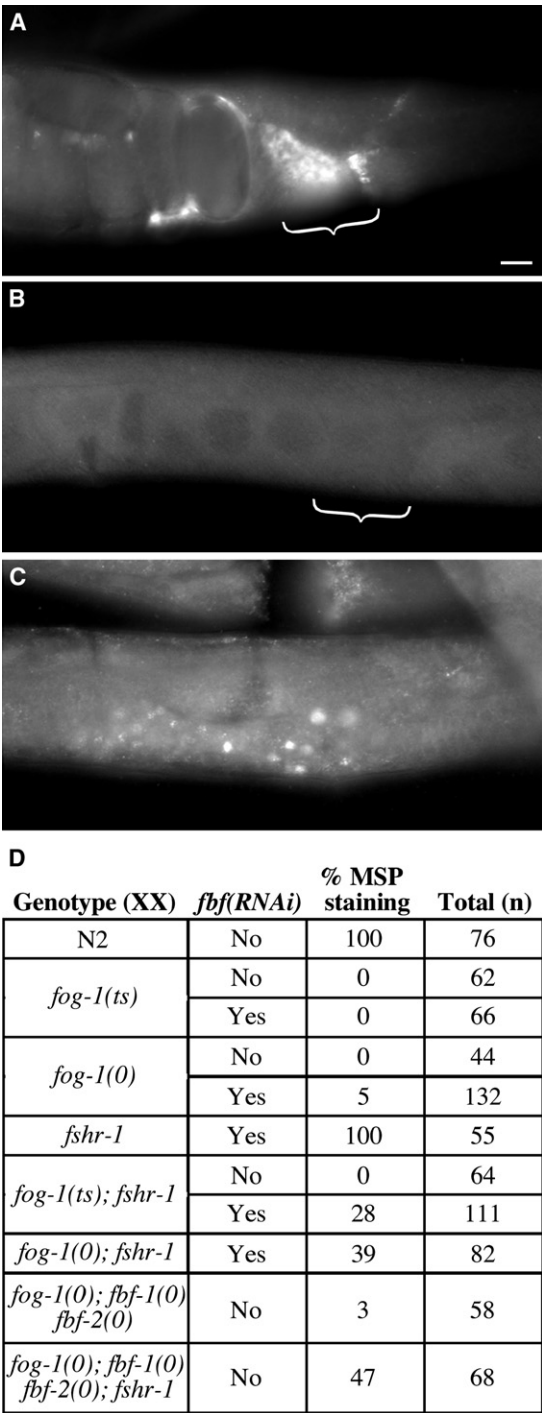 A
B
C
D
Genotype (XX) fbf(RNAi) % MSP staining Total (n)
N2 No 100 76
fog-1(ts) No 0 62
Yes 0 66
fog-1(0) No 0 44
Yes 5 132
fshr-1 Yes 100 55
fog-1(ts); fshr-1 No 0 64
Yes 28 111
fog-1(0); fshr-1 Yes 39 82
fog-1(0); fbf-1(0)
fbf-2(0) No 3 58
fog-1(0); fbf-1(0)
fbf-2(0); fshr-1 No 47 68